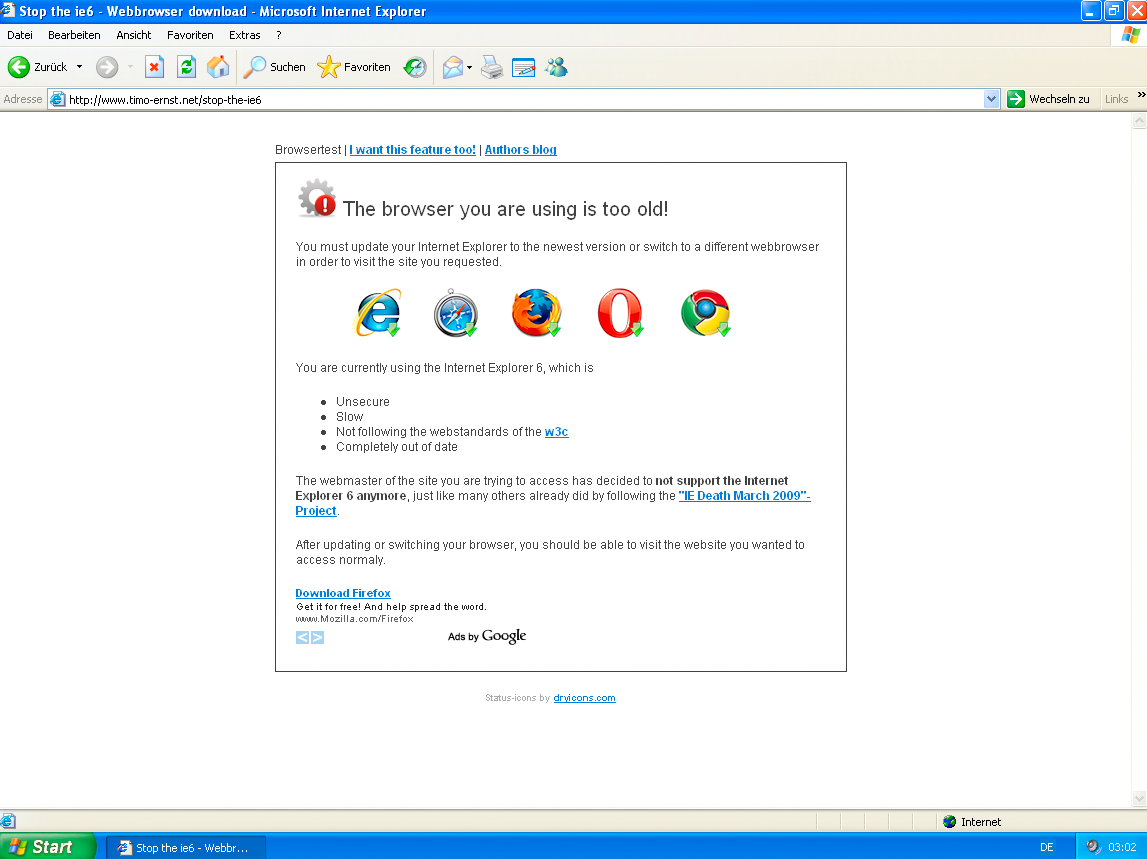 Stop the ie6 - Webbrowser download - Microsoft Internet Explorer
Datei Bearbeiten Ansicht Favoriten Extras ?
Zurück Suchen Favoriten
Adresse http://www.timo-ernst.net/stop-the-ie6 Wechseln zu Links »
Browsertest | I want this feature too! | Authors blog
The browser you are using is too old!
You must update your Internet Explorer to the newest version or switch to a different webbrowser
in order to visit the site you requested.
You are currently using the Internet Explorer 6, which is
• Unsecure
• Slow
• Not following the webstandards of the w3c
• Completely out of date
The webmaster of the site you are trying to access has decided to not support the Internet
Explorer 6 anymore, just like many others already did by following the "IE Death March 2009"-
Project.
After updating or switching your browser, you should be able to visit the website you wanted to
access normaly.
Download Firefox
Get it for free! And help spread the word.
www.Mozilla.com/Firefox
< > Ads by Google
Status-icons by dryicons.com
Internet
Start Stop the ie6 - Webbr... DE 03:02